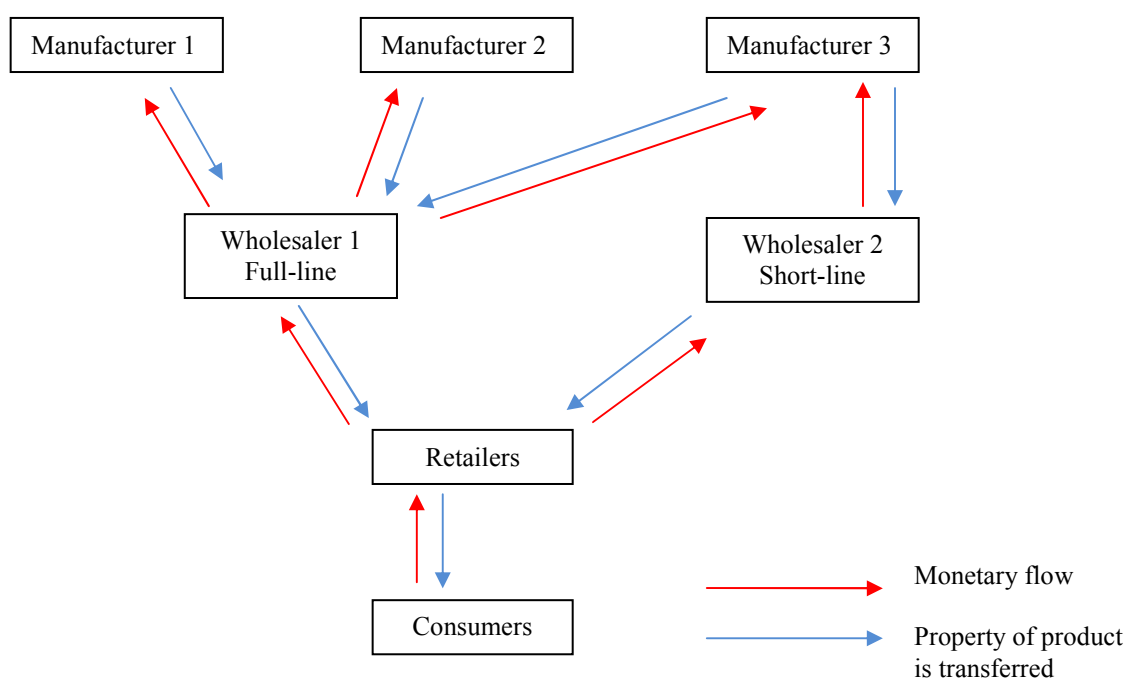 Manufacturer 1
Manufacturer 2
Manufacturer 3
Wholesaler 1
Full-line
Wholesaler 2
Short-line
Retailers
Consumers
Monetary flow
Property of product
is transferred